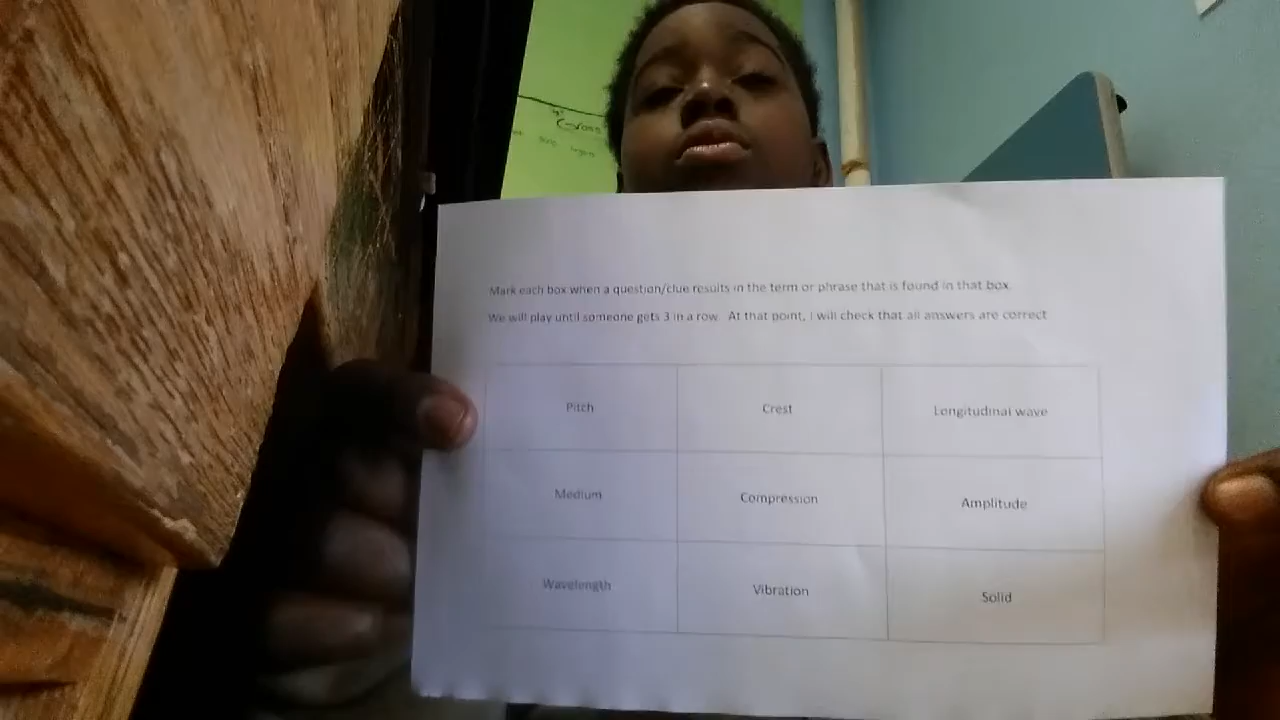 Mark each box when a question/clue results in the term or phrase that is found in that box.
We will play until someone gets 3 in a row. At that point, I will check that all answers are correct
Pitch Crest Longitudinal wave
Medium Compression Amplitude
Wavelength Vibration Solid